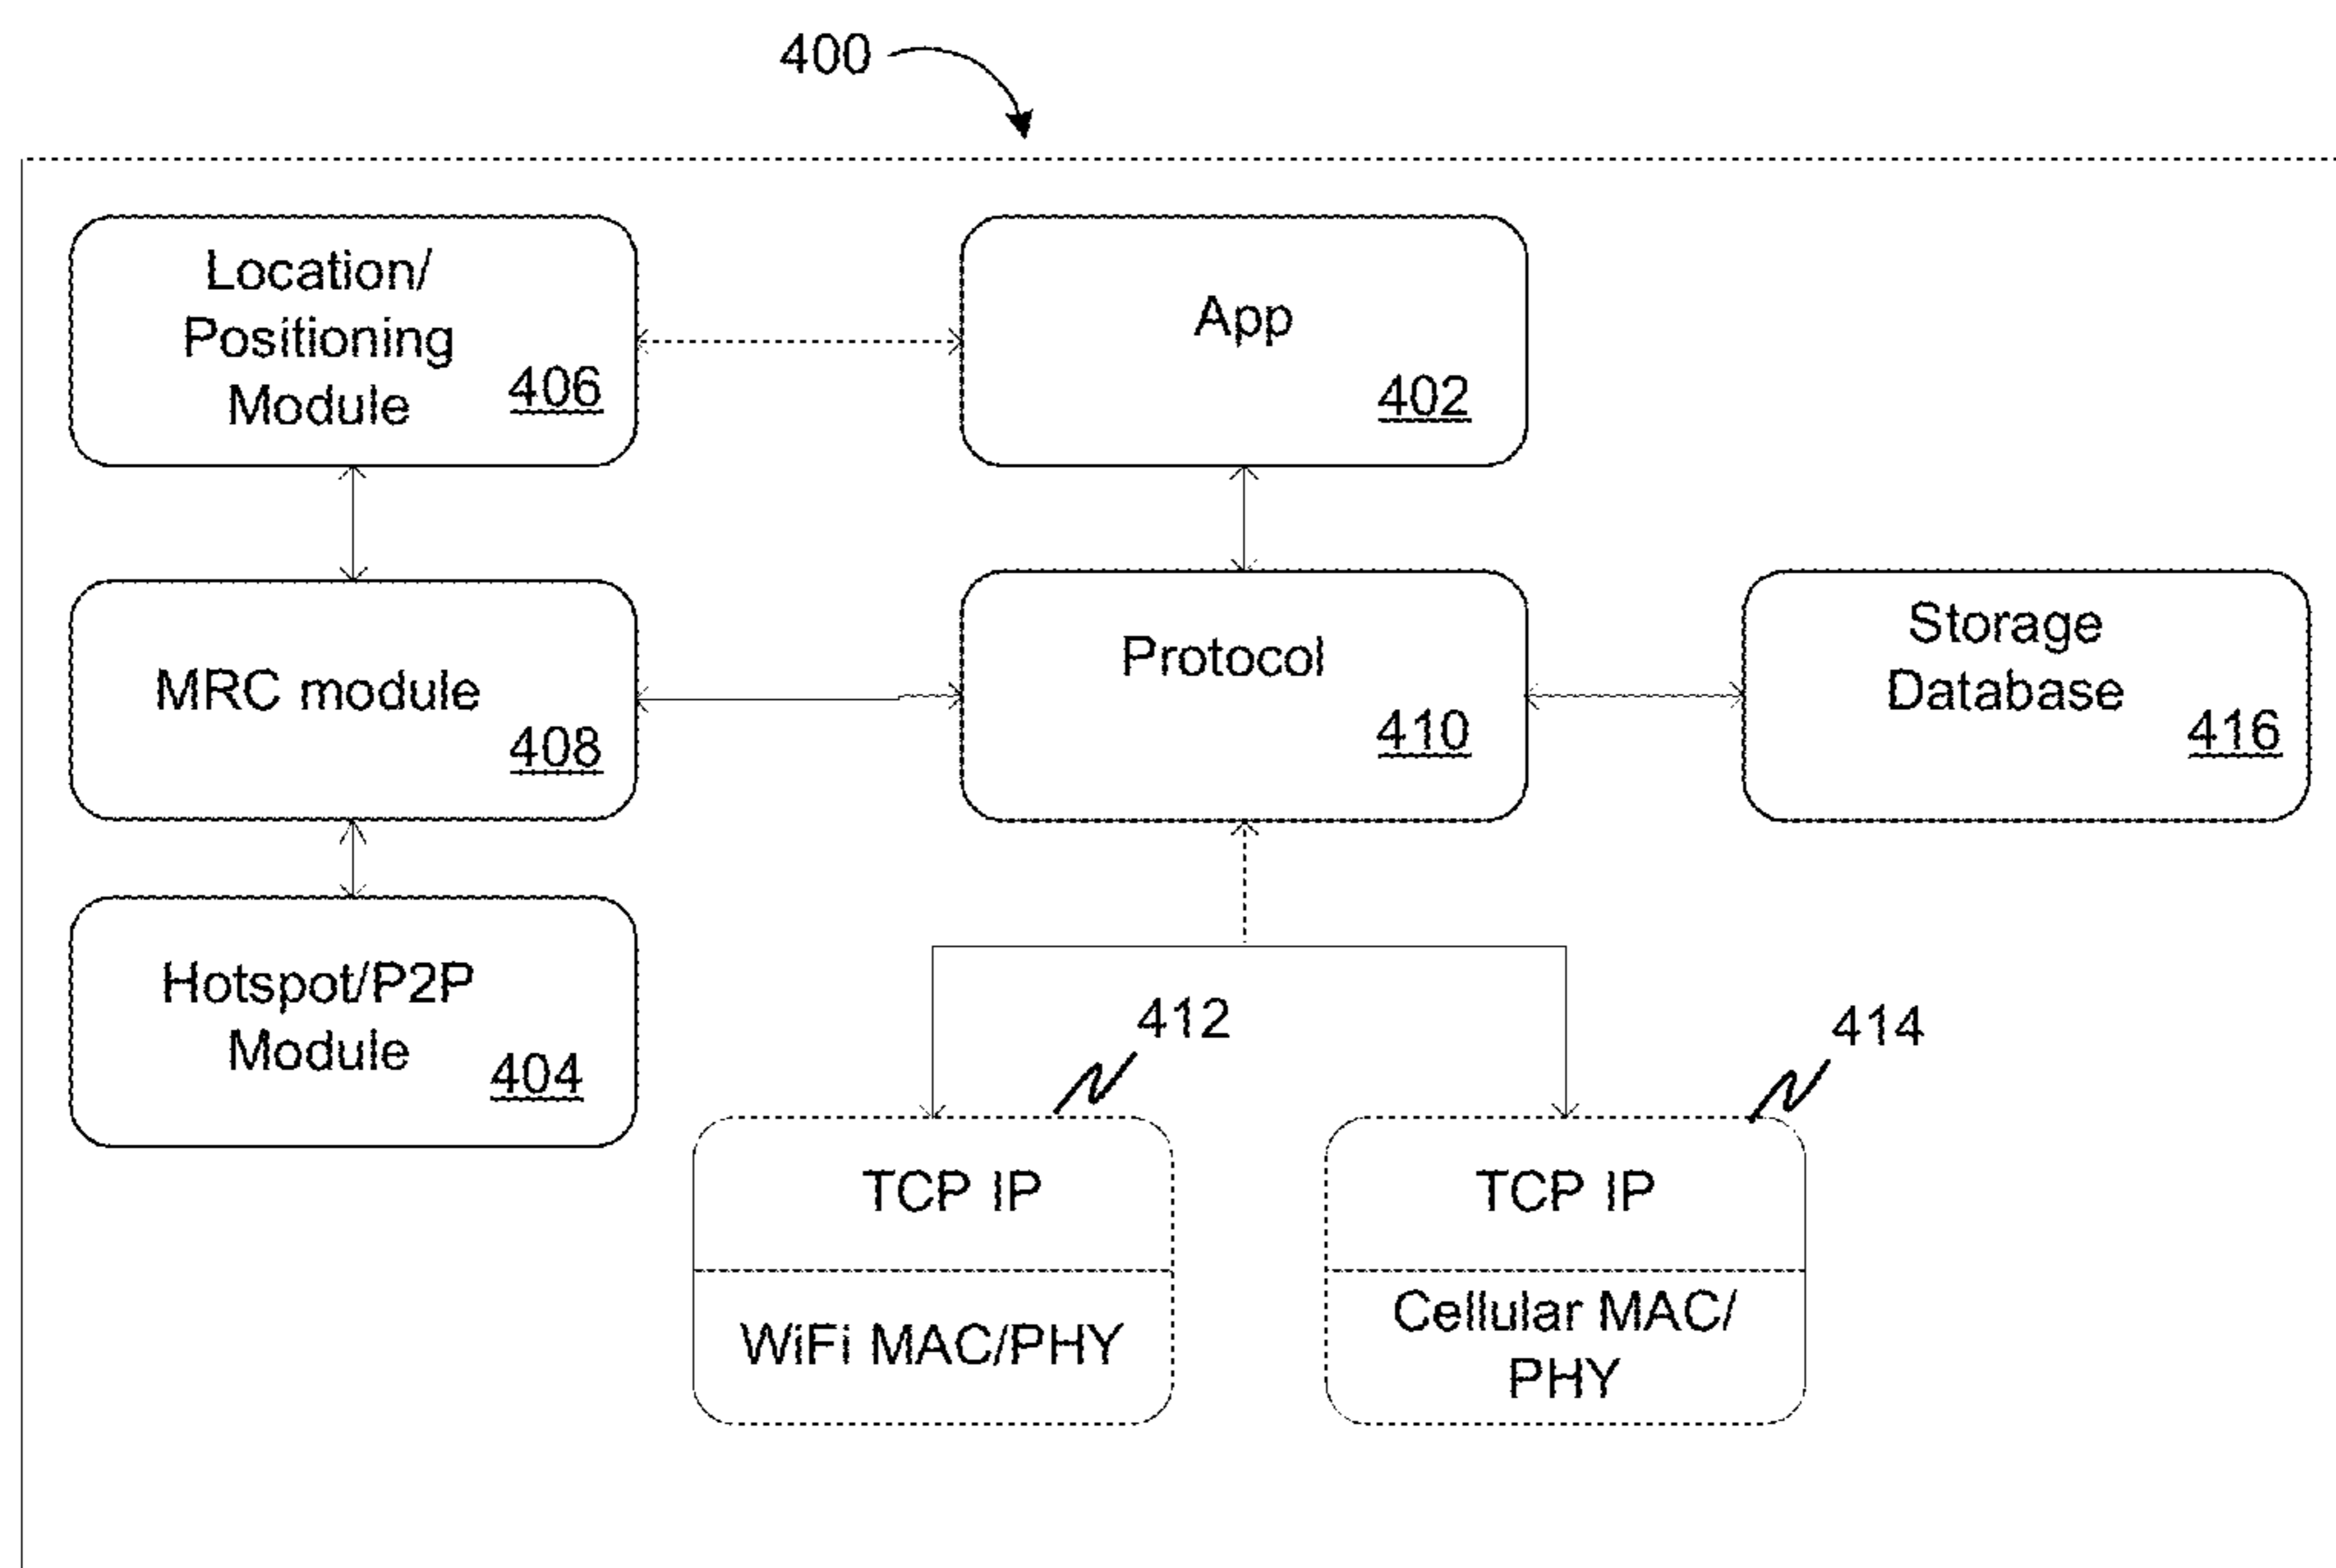 400
Location/
Positioning
Module
406
App
402
MRC module
408
Protocol
410
Storage
Database
416
Hotspot/P2P
Module
404
412
414
TCP IP
WiFi MAC/PHY
TCP IP
Cellular MAC/
PHY